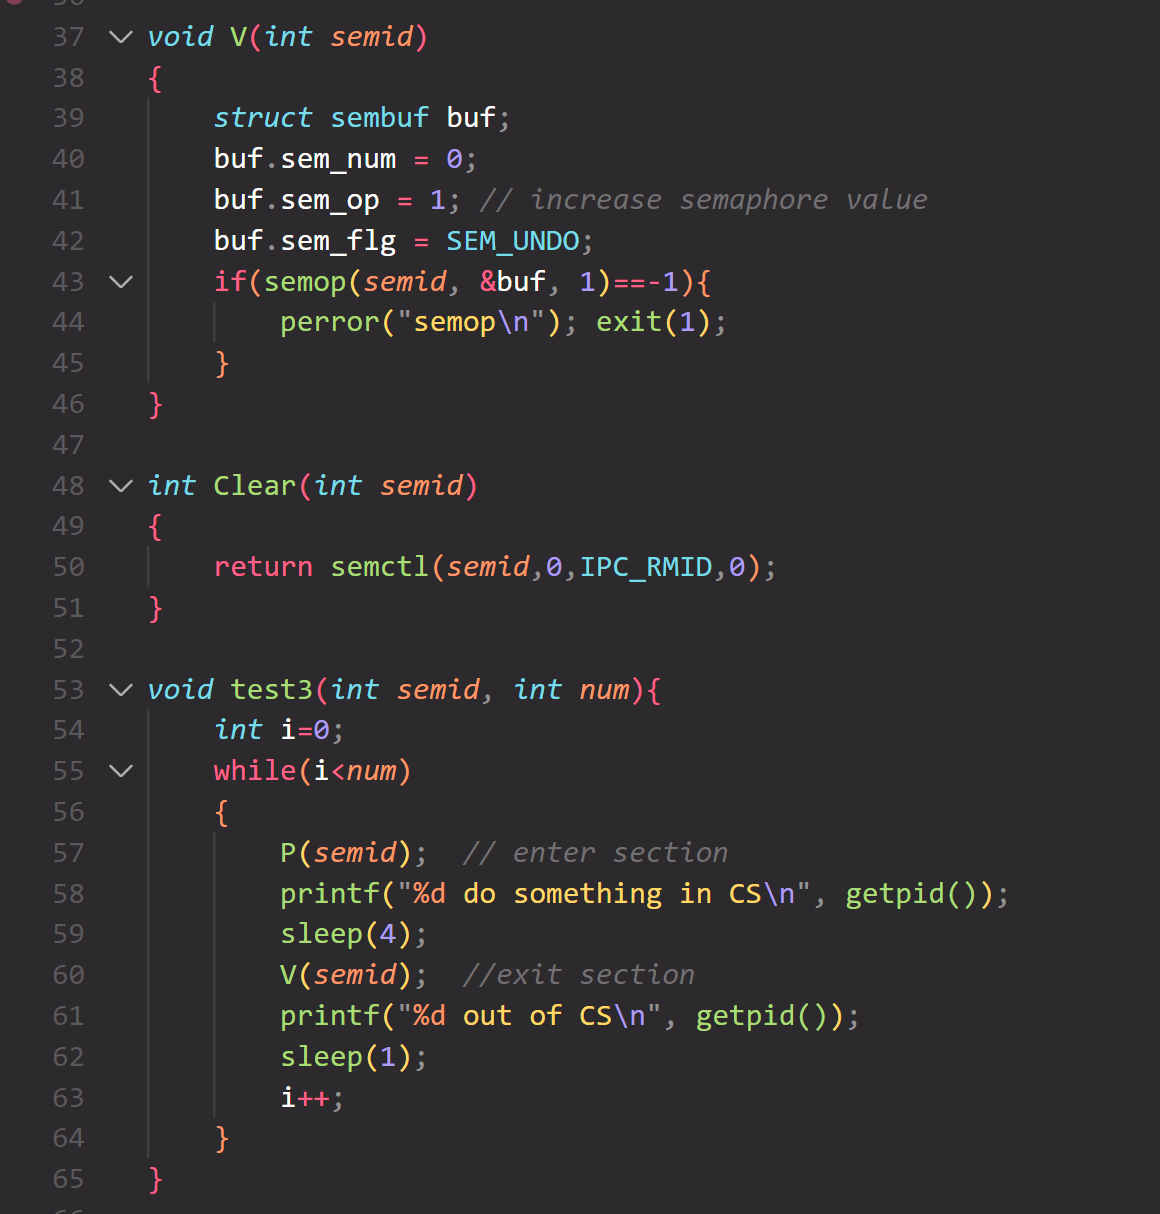 37 void V(int semid)
38 {
39     struct sembuf buf;
40     buf.sem_num = 0;
41     buf.sem_op = 1; // increase semaphore value
42     buf.sem_flg = SEM_UNDO;
43     if(semop(semid, &buf, 1)==-1){
44         perror("semop\n"); exit(1);
45     }
46 }
47
48 int Clear(int semid)
49 {
50     return semctl(semid,0,IPC_RMID,0);
51 }
52
53 void test3(int semid, int num){
54     int i=0;
55     while(i<num)
56     {
57         P(semid);  // enter section
58         printf("%d do something in CS\n", getpid());
59         sleep(4);
60         V(semid);  //exit section
61         printf("%d out of CS\n", getpid());
62         sleep(1);
63         i++;
64     }
65 }